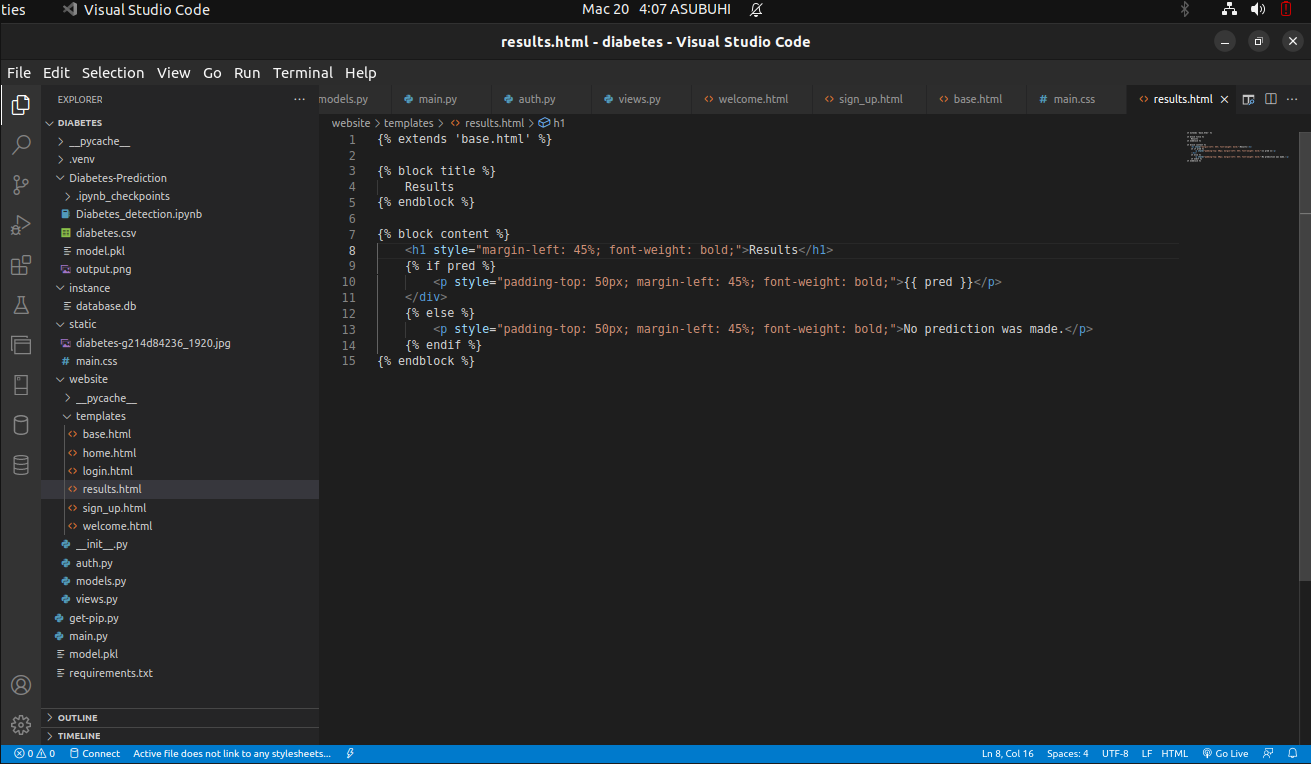 ties Visual Studio Code Mac 20 4:07 ASUBUHI
results.html - diabetes - Visual Studio Code
File Edit Selection View Go Run Terminal Help
EXPLORER ···
models.py main.py auth.py views.py welcome.html sign_up.html base.html main.css results.html
website > templates > results.html > h1
DIABETES
__pycache__
.venv
Diabetes-Prediction
.ipynb_checkpoints
Diabetes_detection.ipynb
diabetes.csv
model.pkl
output.png
instance
database.db
static
diabetes-g214d84236_1920.jpg
main.css
website
__pycache__
templates
base.html
home.html
login.html
results.html
sign_up.html
welcome.html
__init__.py
auth.py
models.py
views.py
get-pip.py
main.py
model.pkl
requirements.txt
OUTLINE
TIMELINE
1 {% extends 'base.html' %}
2
3 {% block title %}
4     Results
5 {% endblock %}
6
7 {% block content %}
8     <h1 style="margin-left: 45%; font-weight: bold;">Results</h1>
9     {% if pred %}
10         <p style="padding-top: 50px; margin-left: 45%; font-weight: bold;">{{ pred }}</p>
11     </div>
12     {% else %}
13         <p style="padding-top: 50px; margin-left: 45%; font-weight: bold;">No prediction was made.</p>
14     {% endif %}
15 {% endblock %}
0 0 Connect Active file does not link to any stylesheets... Ln 8, Col 16 Spaces: 4 UTF-8 LF HTML Go Live